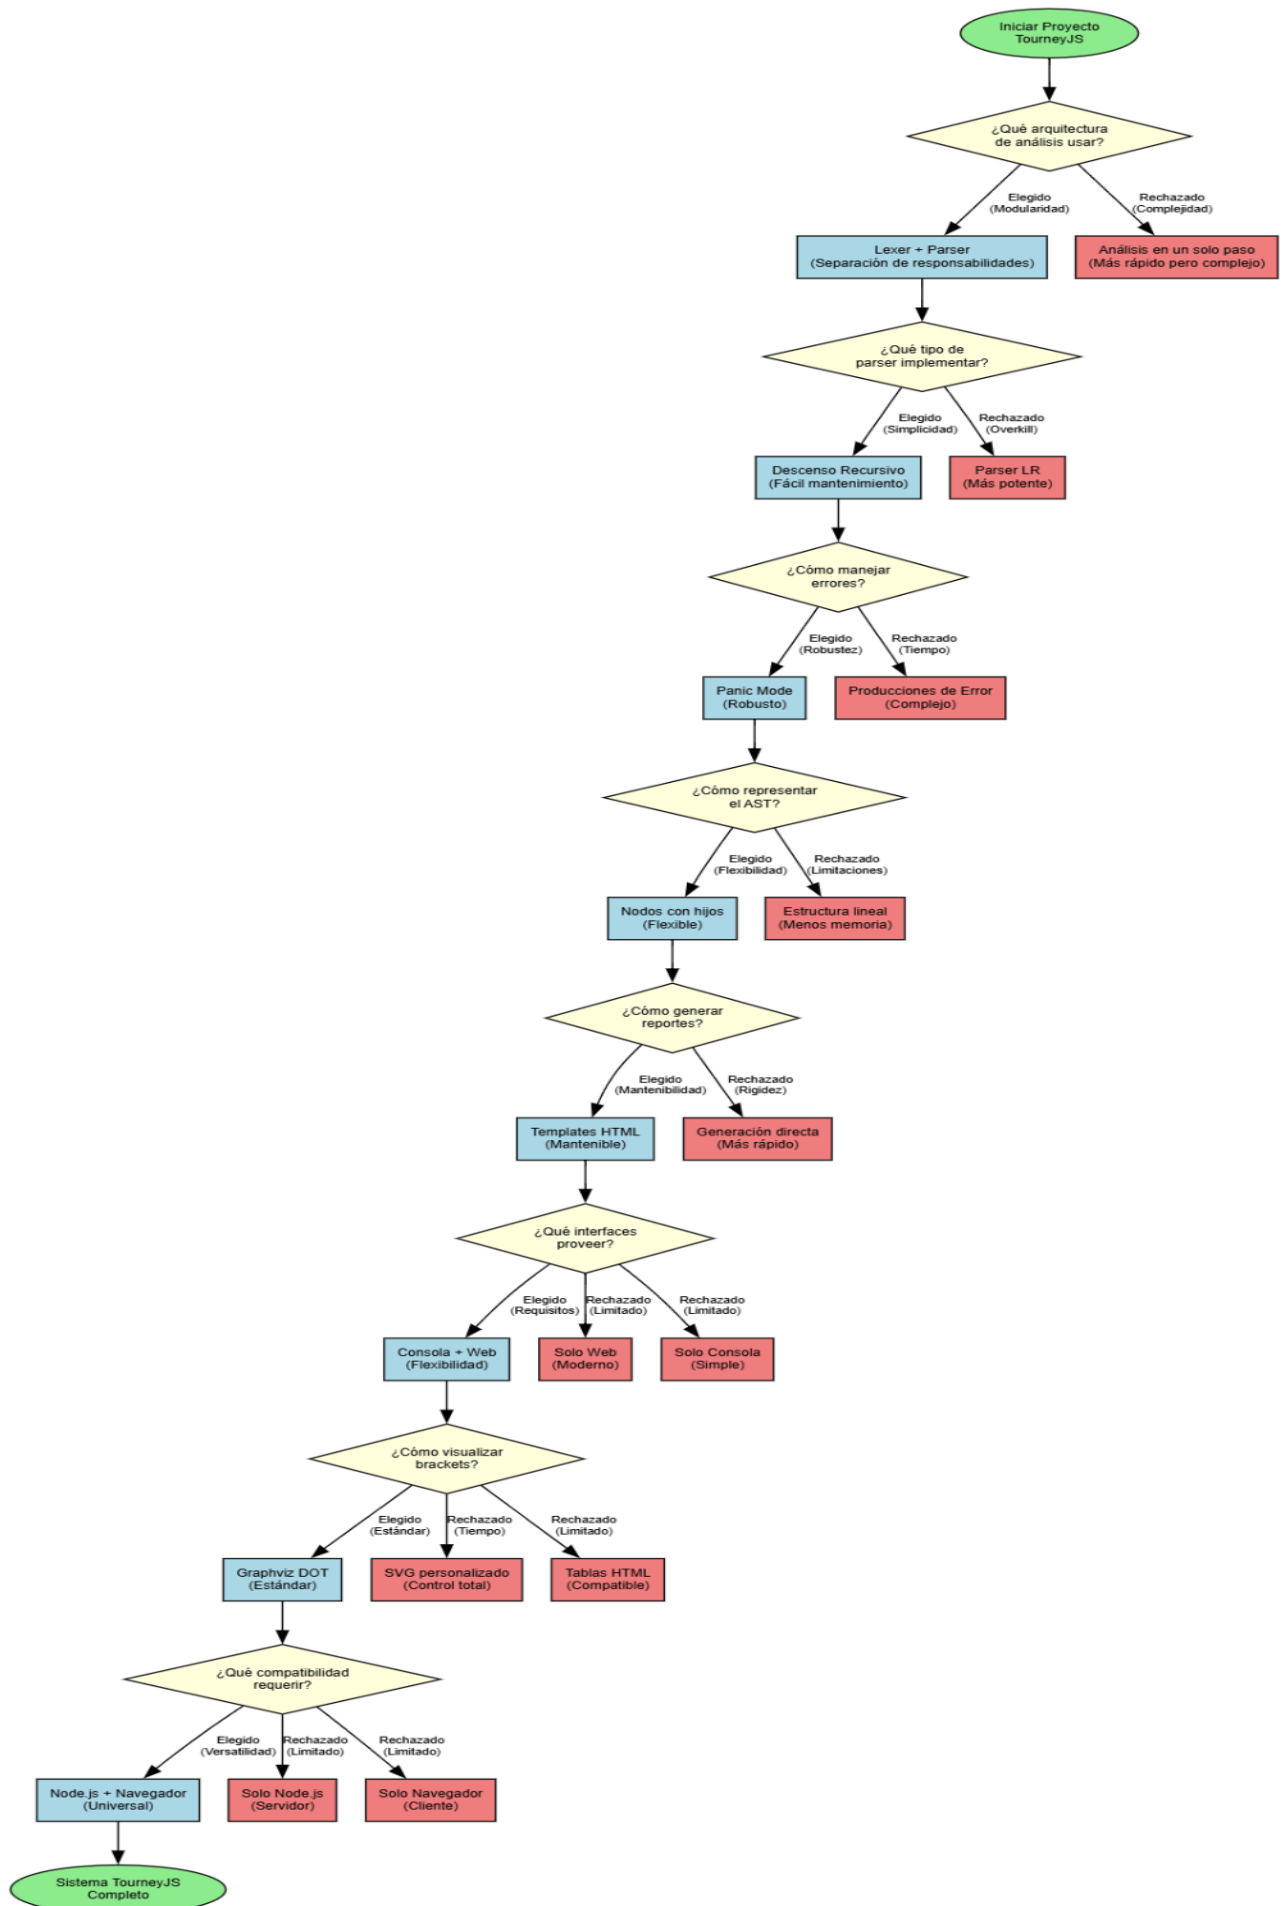 Iniciar Proyecto
TourneyJS
¿Qué arquitectura
de análisis usar?
Elegido
(Modularidad)
Rechazado
(Complejidad)
Lexer + Parser
(Separación de responsabilidades)
Análisis en un solo paso
(Más rápido pero complejo)
¿Qué tipo de
parser implementar?
Elegido
(Simplicidad)
Rechazado
(Overkill)
Descenso Recursivo
(Fácil mantenimiento)
Parser LR
(Más potente)
¿Cómo manejar
errores?
Elegido
(Robustez)
Rechazado
(Tiempo)
Panic Mode
(Robusto)
Producciones de Error
(Complejo)
¿Cómo representar
el AST?
Elegido
(Flexibilidad)
Rechazado
(Limitaciones)
Nodos con hijos
(Flexible)
Estructura lineal
(Menos memoria)
¿Cómo generar
reportes?
Elegido
(Mantenibilidad)
Rechazado
(Rigidez)
Templates HTML
(Mantenible)
Generación directa
(Más rápido)
¿Qué interfaces
proveer?
Elegido
(Requisitos)
Rechazado
(Limitado)
Rechazado
(Limitado)
Consola + Web
(Flexibilidad)
Solo Web
(Moderno)
Solo Consola
(Simple)
¿Cómo visualizar
brackets?
Elegido
(Estándar)
Rechazado
(Tiempo)
Rechazado
(Limitado)
Graphviz DOT
(Estándar)
SVG personalizado
(Control total)
Tablas HTML
(Compatible)
¿Qué compatibilidad
requerir?
Elegido
(Versatilidad)
Rechazado
(Limitado)
Rechazado
(Limitado)
Node.js + Navegador
(Universal)
Solo Node.js
(Servidor)
Solo Navegador
(Cliente)
Sistema TourneyJS
Completo